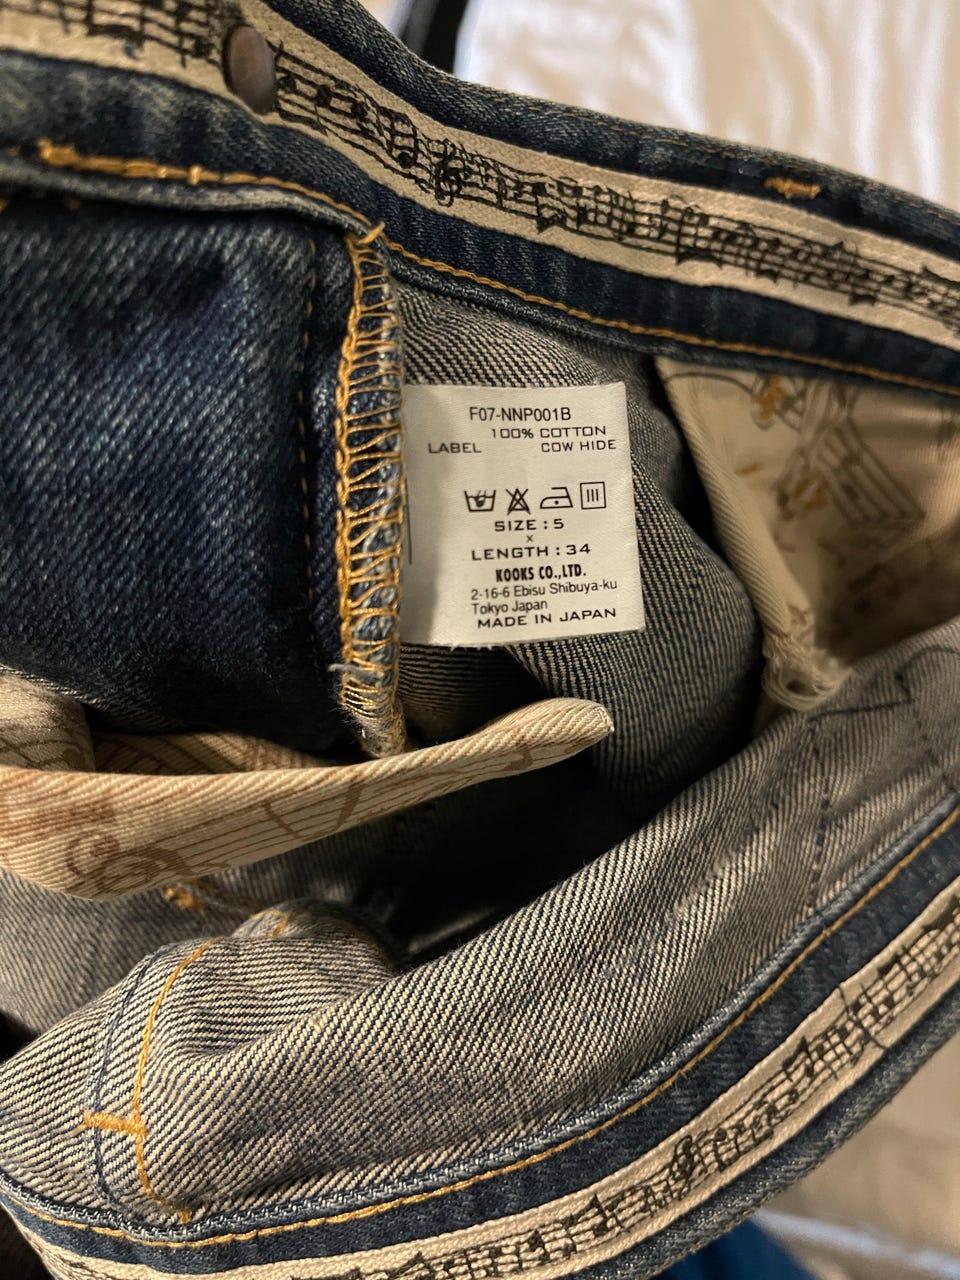 F07-NNP001B
100% COTTON
LABEL COW HIDE
SIZE : 5
x
LENGTH : 34
KOOKS CO.,LTD.
2-16-6 Ebisu Shibuya-ku
Tokyo Japan
MADE IN JAPAN